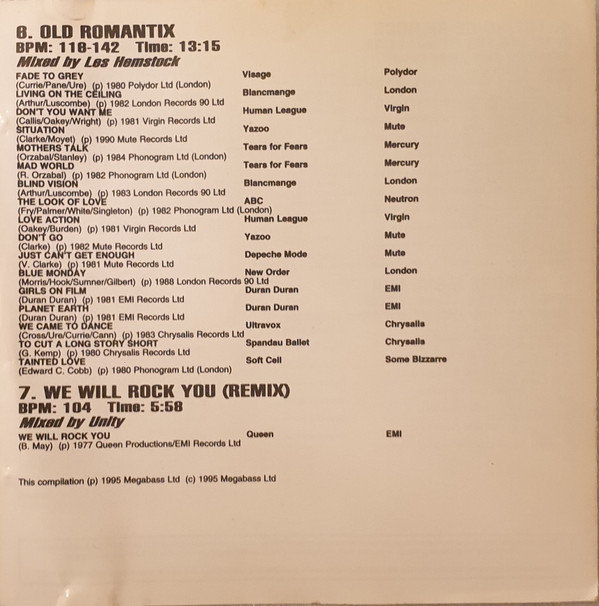 6. OLD ROMANTIX
BPM: 118-142 Time: 13:15
Mixed by Les Hemstock
FADE TO GREY Visage Polydor
(Currie/Pane/Ure) (p) 1980 Polydor Ltd (London)
LIVING ON THE CEILING Blancmange London
(Arthur/Luscombe) (p) 1982 London Records 90 Ltd
DON'T YOU WANT ME Human League Virgin
(Callis/Oakey/Wright) (p) 1981 Virgin Records Ltd
SITUATION Yazoo Mute
(Clarke/Moyet) (p) 1990 Mute Records Ltd
MOTHERS TALK Tears for Fears Mercury
(Orzabal/Stanley) (p) 1984 Phonogram Ltd (London)
MAD WORLD Tears for Fears Mercury
(R. Orzabal) (p) 1982 Phonogram Ltd (London)
BLIND VISION Blancmange London
(Arthur/Luscombe) (p) 1983 London Records 90 Ltd
THE LOOK OF LOVE ABC Neutron
(Fry/Palmer/White/Singleton) (p) 1982 Phonogram Ltd (London)
LOVE ACTION Human League Virgin
(Oakey/Burden) (p) 1981 Virgin Records Ltd
DON'T GO Yazoo Mute
(Clarke) (p) 1982 Mute Records Ltd
JUST CAN'T GET ENOUGH Depeche Mode Mute
(V. Clarke) (p) 1981 Mute Records Ltd
BLUE MONDAY New Order London
(Morris/Hook/Sumner/Gilbert) (p) 1988 London Records 90 Ltd
GIRLS ON FILM Duran Duran EMI
(Duran Duran) (p) 1981 EMI Records Ltd
PLANET EARTH Duran Duran EMI
(Duran Duran) (p) 1981 EMI Records Ltd
WE CAME TO DANCE Ultravox Chrysalis
(Cross/Ure/Currie/Cann) (p) 1983 Chrysalis Records Ltd
TO CUT A LONG STORY SHORT Spandau Ballet Chrysalis
(G. Kemp) (p) 1980 Chrysalis Records Ltd
TAINTED LOVE Soft Cell Some Bizzarre
(Edward C. Cobb) (p) 1980 Phonogram Ltd (London)
7. WE WILL ROCK YOU (REMIX)
BPM: 104 Time: 5:58
Mixed by Unity
WE WILL ROCK YOU Queen EMI
(B. May) (p) 1977 Queen Productions/EMI Records Ltd
This compilation (p) 1995 Megabass Ltd (c) 1995 Megabass Ltd